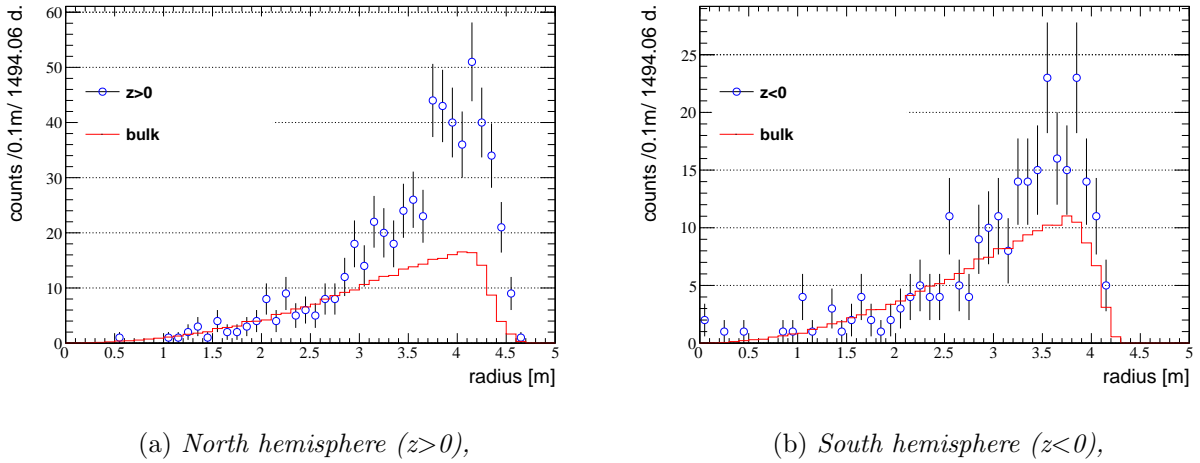 counts /0.1m/ 1494.06 d.
60
50
40
30
20
10
0
z>0
bulk
0 0.5 1 1.5 2 2.5 3 3.5 4 4.5 5
radius [m]
(a) North hemisphere (z>0),
counts /0.1m/ 1494.06 d.
25
20
15
10
5
0
z<0
bulk
0 0.5 1 1.5 2 2.5 3 3.5 4 4.5 5
radius [m]
(b) South hemisphere (z<0),